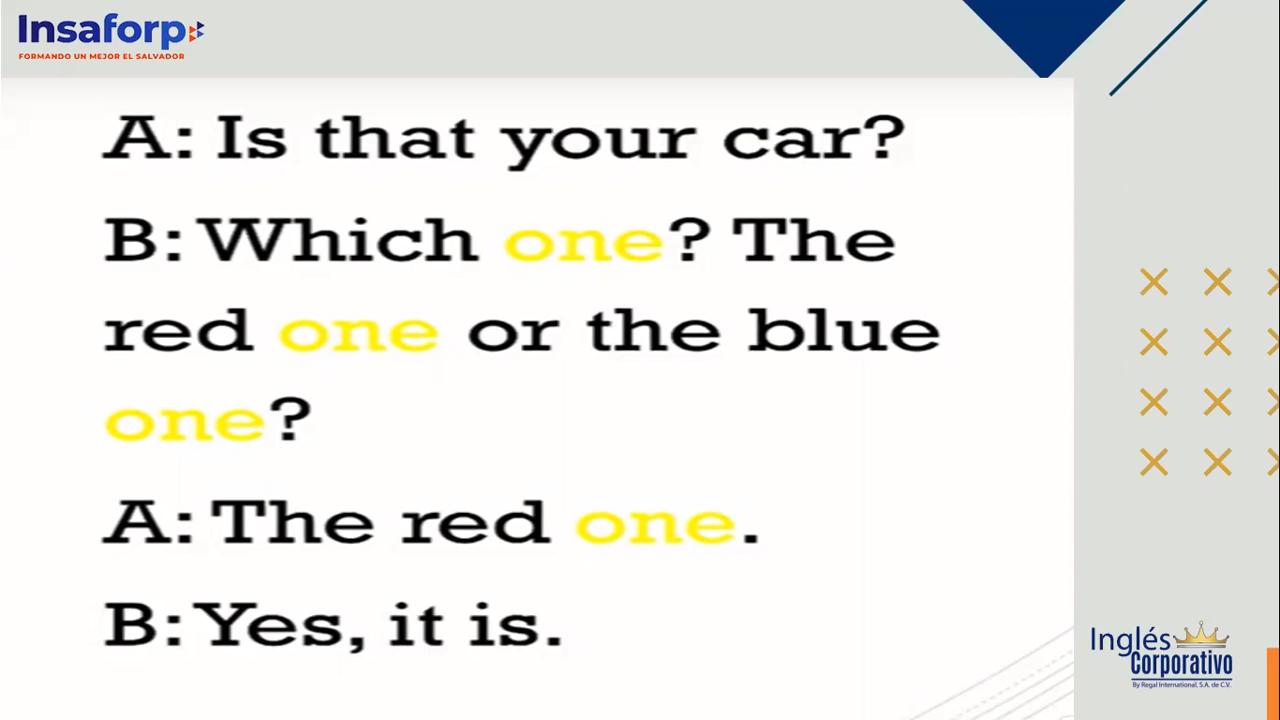 Insaforp
FORMANDO UN MEJOR EL SALVADOR
A: Is that your car?
B: Which one? The
red one or the blue
one?
A: The red one.
B: Yes, it is.
Inglés
Corporativo
By Regal International, S.A. de C.V.